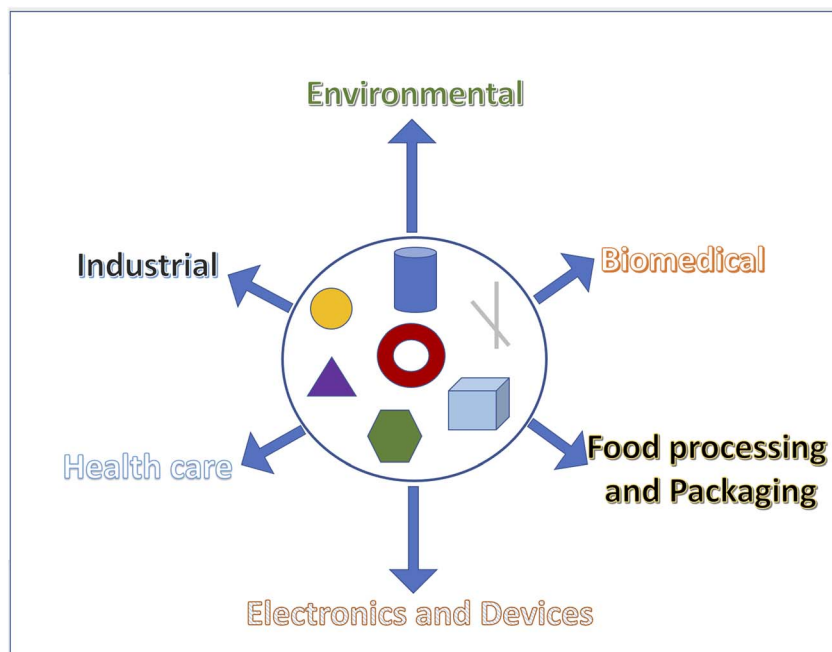 Environmental
Industrial
Biomedical
Health care
Food processing
and Packaging
Electronics and Devices